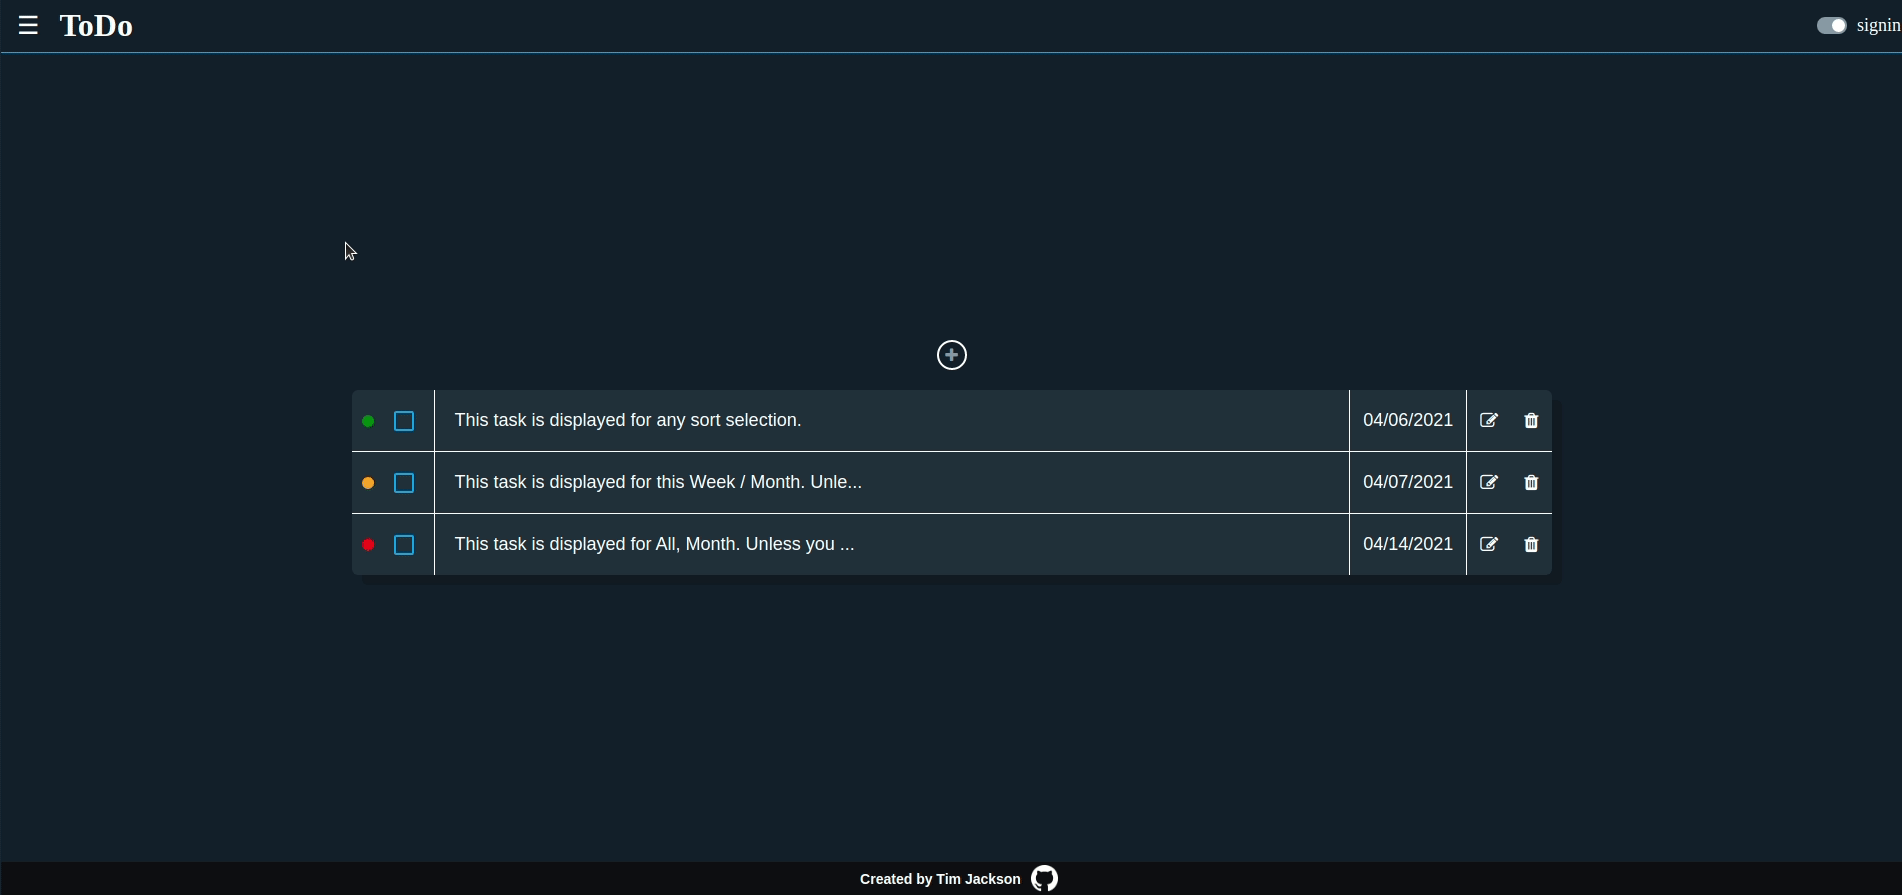 ToDo
signin
This task is displayed for any sort selection. 04/06/2021
This task is displayed for this Week / Month. Unle... 04/07/2021
This task is displayed for All, Month. Unless you ... 04/14/2021
Created by Tim Jackson